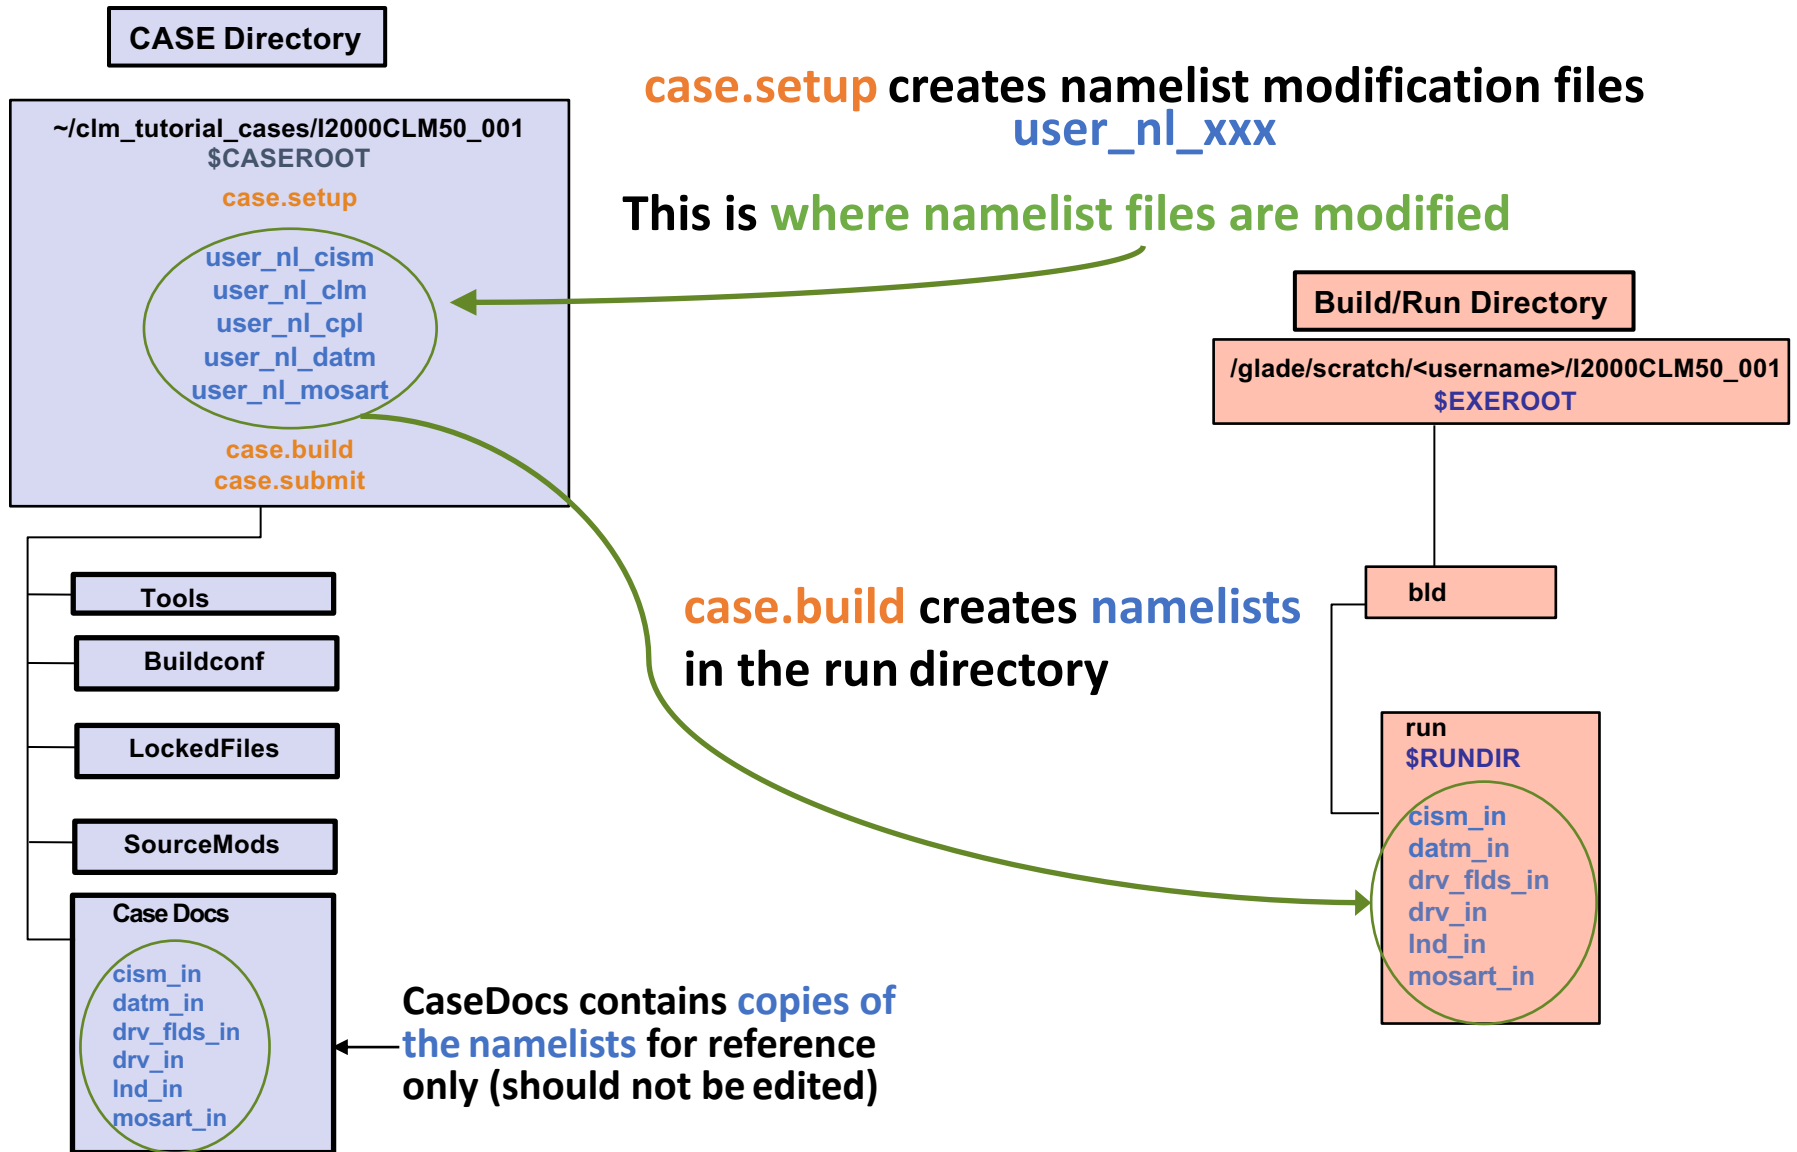 CASE Directory
~/clm_tutorial_cases/I2000CLM50_001
$CASEROOT
case.setup
user_nl_cism
user_nl_clm
user_nl_cpl
user_nl_datm
user_nl_mosart
case.build
case.submit
Tools
Buildconf
LockedFiles
SourceMods
Case Docs
cism_in
datm_in
drv_flds_in
drv_in
lnd_in
mosart_in
case.setup creates namelist modification files
user_nl_xxx
This is where namelist files are modified
case.build creates namelists
in the run directory
CaseDocs contains copies of
the namelists for reference
only (should not be edited)
Build/Run Directory
/glade/scratch/<username>/I2000CLM50_001
$EXEROOT
bld
run
$RUNDIR
cism_in
datm_in
drv_flds_in
drv_in
lnd_in
mosart_in